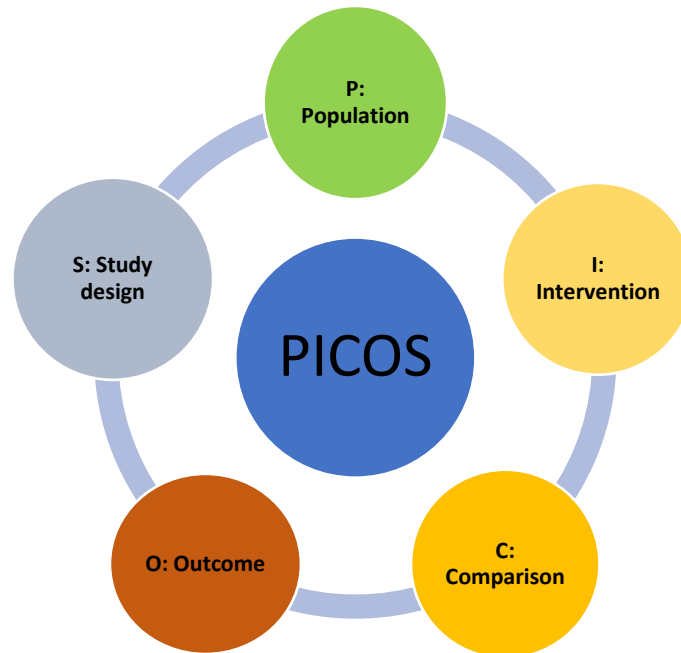 P:
Population
I:
Intervention
C:
Comparison
O: Outcome
S: Study
design
PICOS